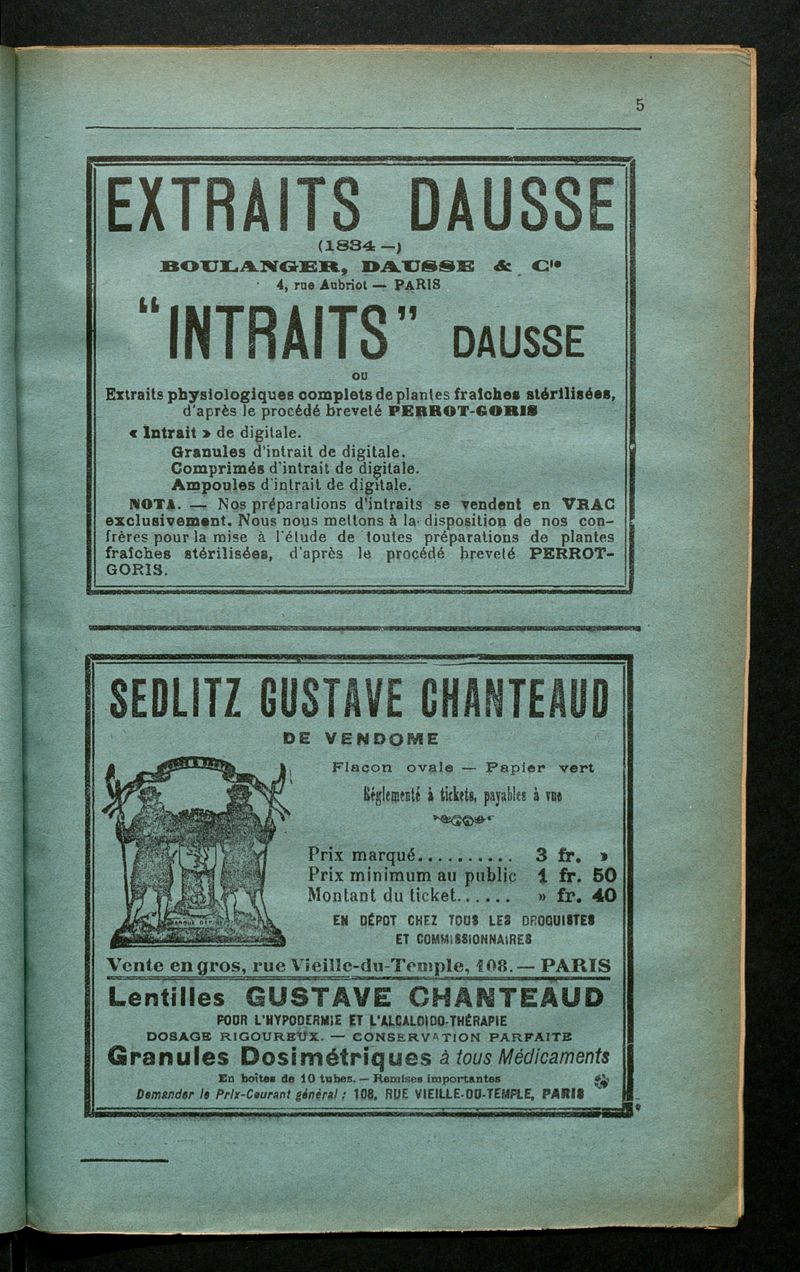 5
EXTRAITS DAUSSE
(1834 —)
BOULANGER, DAUSSE & Cie
4, rue Aubriot — PARIS
"INTRAITS" DAUSSE
OU
Extraits physiologiques complets de plantes fraîches stérilisées,
d'après le procédé breveté PERROT-GORIS
« Intrait » de digitale.
Granules d'intrait de digitale.
Comprimés d'intrait de digitale.
Ampoules d'intrait de digitale.
NOTA. — Nos préparations d'intraits se vendent en VRAC
exclusivement. Nous nous mettons à la disposition de nos con-
frères pour la mise à l'étude de toutes préparations de plantes
fraîches stérilisées, d'après le procédé breveté PERROT-
GORIS.
SEDLITZ GUSTAVE CHANTEAUD
DE VENDOME
Flacon ovale — Papier vert
Réglementé à tickets, payables à vue
Prix marqué.......... 3 fr. »
Prix minimum au public 1 fr. 50
Montant du ticket...... » fr. 40
EN DÉPOT CHEZ TOUS LES DROGUISTES
ET COMMISSIONNAIRES
Vente en gros, rue Vieille-du-Temple, 108. — PARIS
Lentilles GUSTAVE CHANTEAUD
POUR L'HYPODERMIE ET L'ALCALOIDO-THÉRAPIE
DOSAGE RIGOUREUX. — CONSERVATION PARFAITE
Granules Dosimétriques à tous Médicaments
En boîtes de 10 tubes. — Remises importantes
Demander le Prix-Courant général : 108, RUE VIEILLE-DU-TEMPLE, PARIS